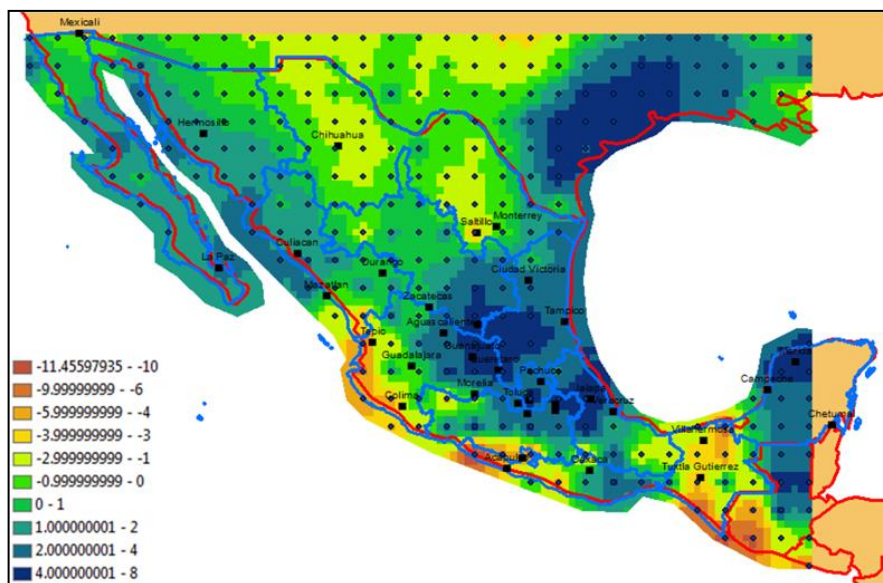 Mexicali
Hermosillo
Chihuahua
Saltillo
Monterrey
Culiacan
La Paz
Durango
Ciudad Victoria
Mazatlan
Zacatecas
Tampico
Aguascalientes
Tepic
Guanajuato
Guadalajara
Queretaro
Pachuca
Morelia
Colima
Toluca
Jalapa
Veracruz
Campeche
Chetumal
Villahermosa
Acapulco
Oaxaca
Tuxtla Gutierrez
-11.45597935 - -10
-9.999999999 - -6
-5.999999999 - -4
-3.999999999 - -3
-2.999999999 - -1
-0.999999999 - 0
0 - 1
1.000000001 - 2
2.000000001 - 4
4.000000001 - 8